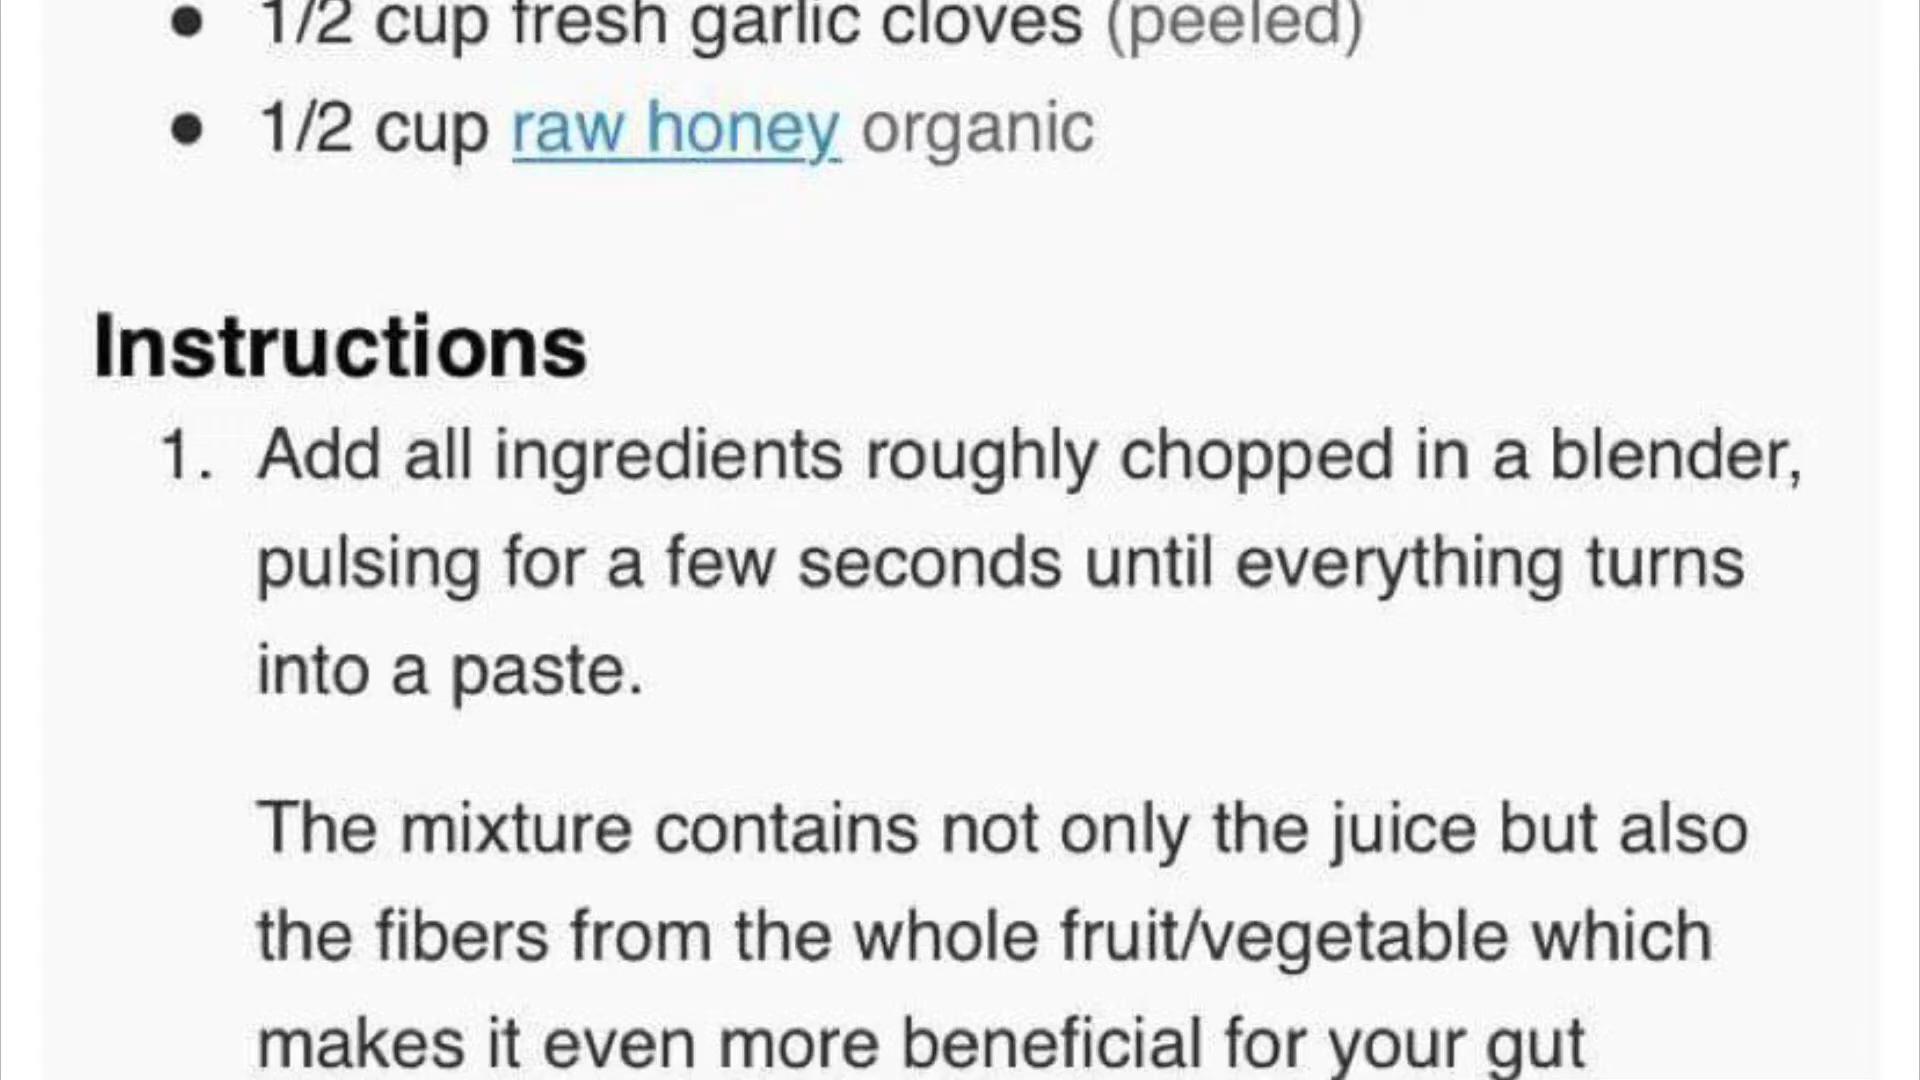 ● 1/2 cup fresh garlic cloves (peeled)
● 1/2 cup raw honey organic
Instructions
1. Add all ingredients roughly chopped in a blender,
pulsing for a few seconds until everything turns
into a paste.
The mixture contains not only the juice but also
the fibers from the whole fruit/vegetable which
makes it even more beneficial for your gut